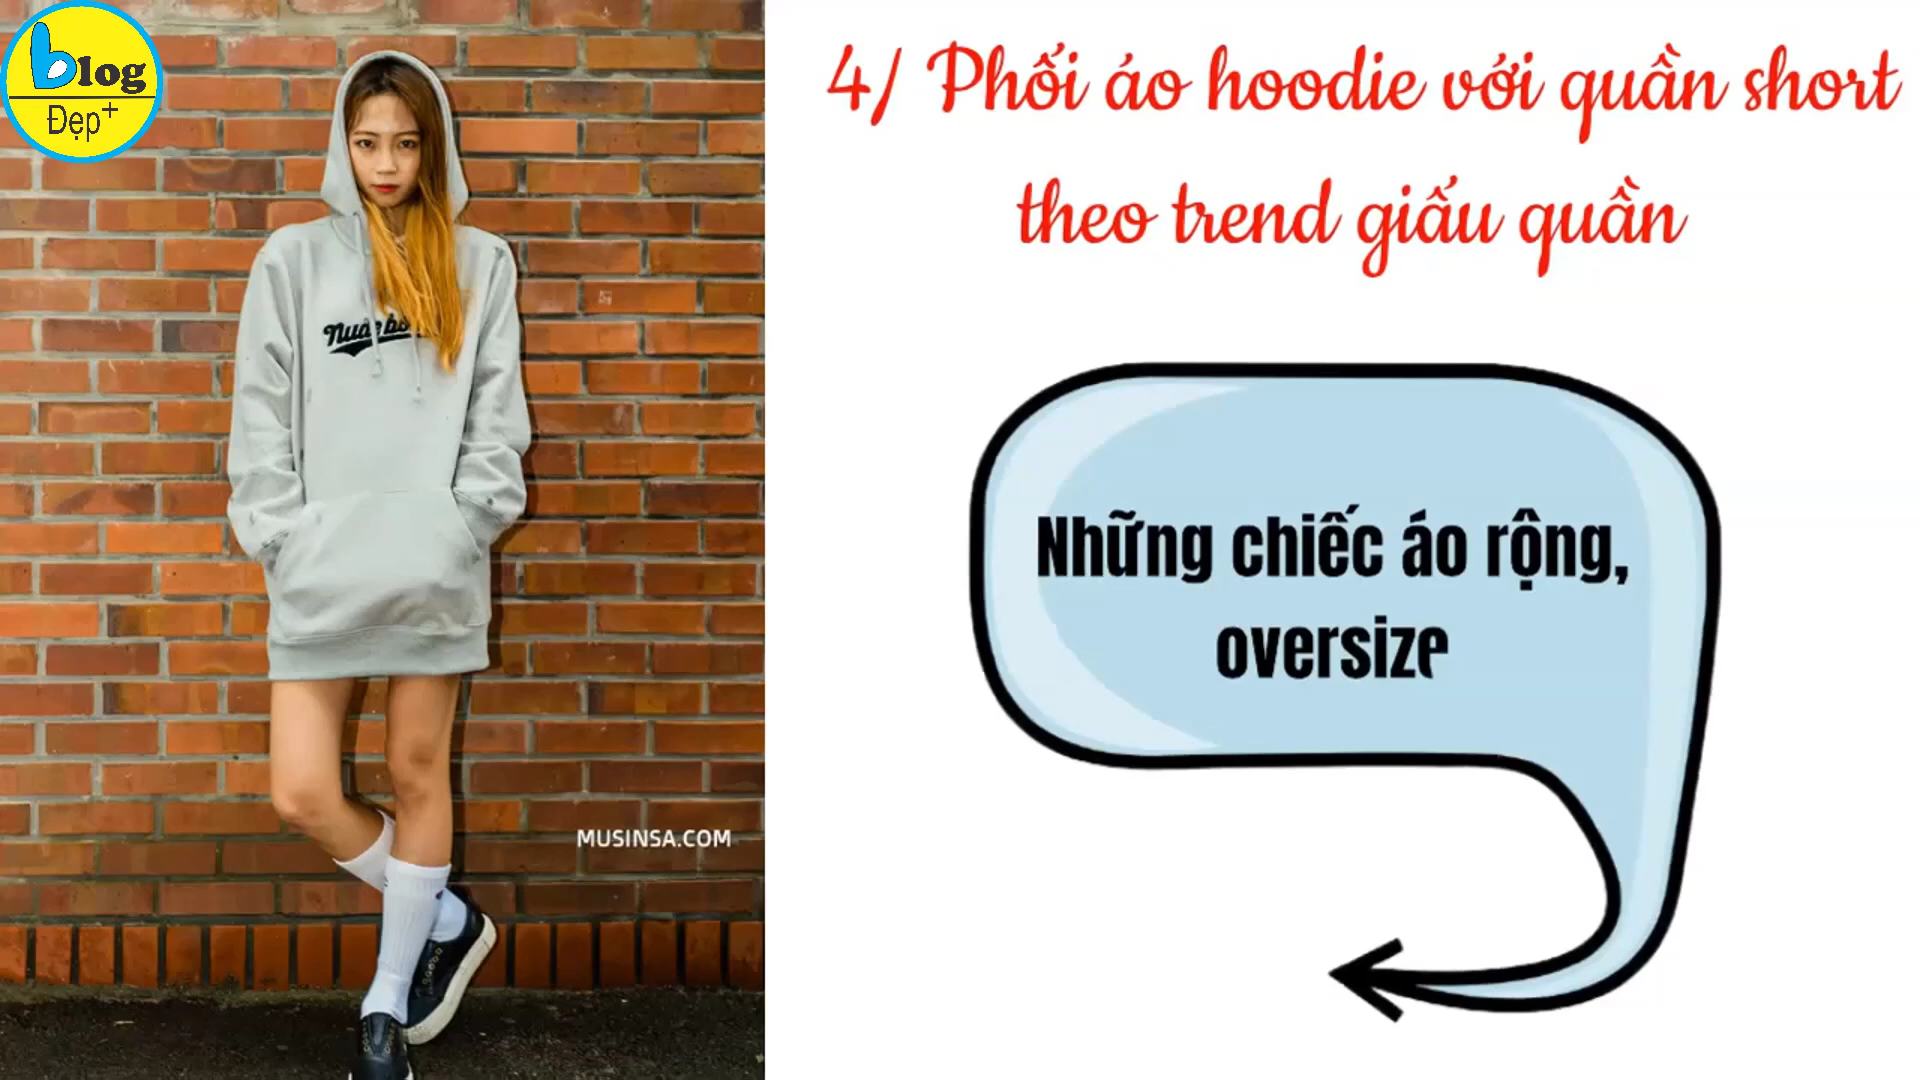 blog
Đẹp+
4/ Phối áo hoodie với quần short
theo trend giấu quần
Những chiếc áo rộng,
oversize
MUSINSA.COM